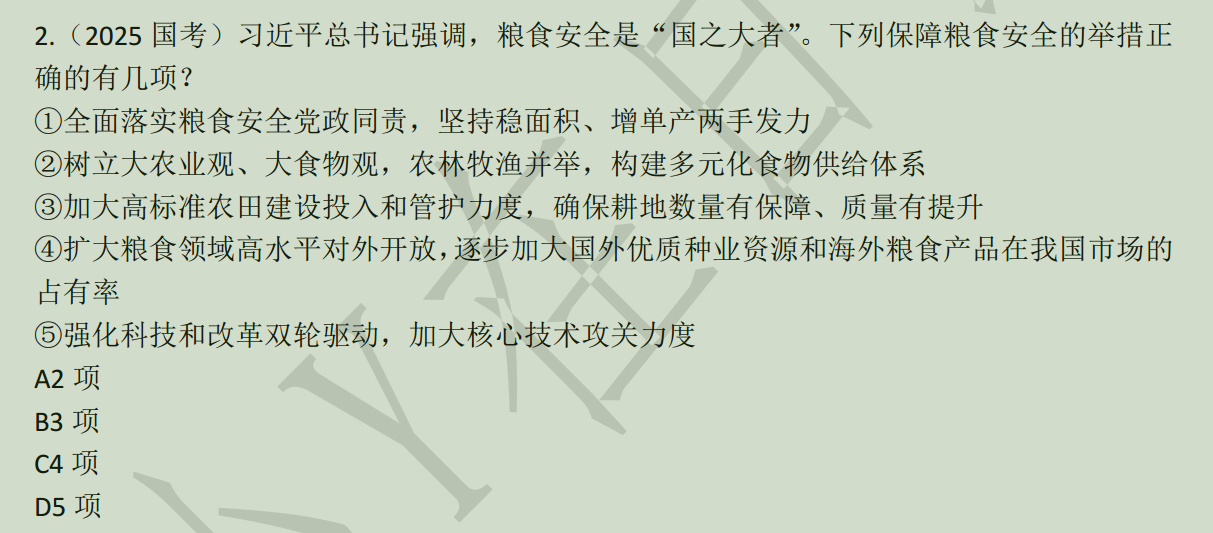 2.（2025 国考）习近平总书记强调，粮食安全是“国之大者”。下列保障粮食安全的举措正
确的有几项？
①全面落实粮食安全党政同责，坚持稳面积、增单产两手发力
②树立大农业观、大食物观，农林牧渔并举，构建多元化食物供给体系
③加大高标准农田建设投入和管护力度，确保耕地数量有保障、质量有提升
④扩大粮食领域高水平对外开放，逐步加大国外优质种业资源和海外粮食产品在我国市场的
占有率
⑤强化科技和改革双轮驱动，加大核心技术攻关力度
A2 项
B3 项
C4 项
D5 项